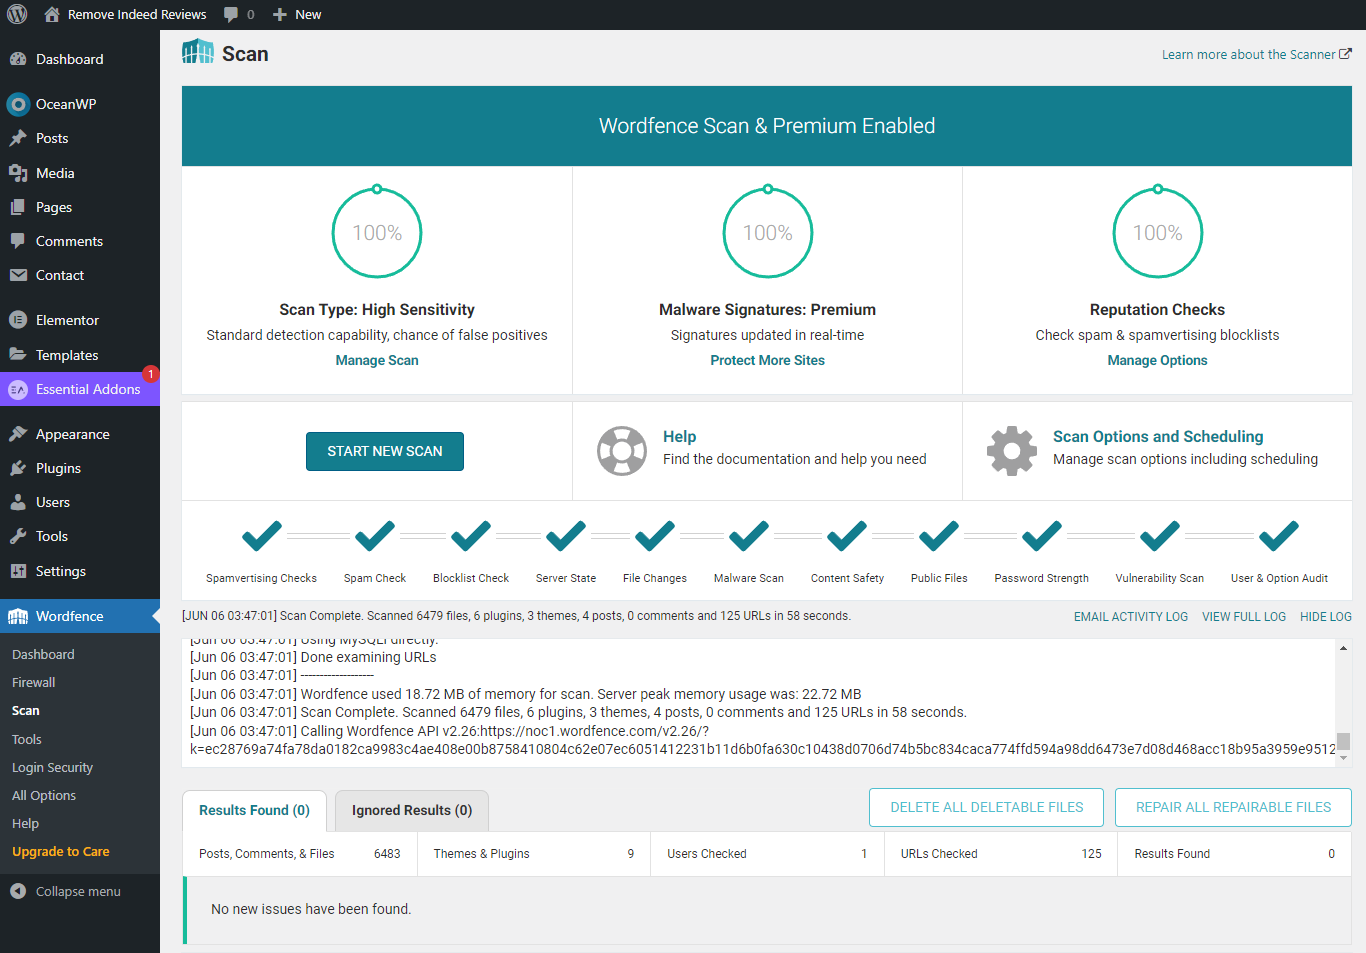 Remove Indeed Reviews
0
New
Dashboard
OceanWP
Posts
Media
Pages
Comments
Contact
Elementor
Templates
Essential Addons
1
Appearance
Plugins
Users
Tools
Settings
Wordfence
Dashboard
Firewall
Scan
Tools
Login Security
All Options
Help
Upgrade to Care
Collapse menu
Scan
Learn more about the Scanner
Wordfence Scan & Premium Enabled
100%
Scan Type: High Sensitivity
Standard detection capability, chance of false positives
Manage Scan
100%
Malware Signatures: Premium
Signatures updated in real-time
Protect More Sites
100%
Reputation Checks
Check spam & spamvertising blocklists
Manage Options
START NEW SCAN
Help
Find the documentation and help you need
Scan Options and Scheduling
Manage scan options including scheduling
Spamvertising Checks
Spam Check
Blocklist Check
Server State
File Changes
Malware Scan
Content Safety
Public Files
Password Strength
Vulnerability Scan
User & Option Audit
[JUN 06 03:47:01] Scan Complete. Scanned 6479 files, 6 plugins, 3 themes, 4 posts, 0 comments and 125 URLs in 58 seconds.
EMAIL ACTIVITY LOG VIEW FULL LOG HIDE LOG
[Jun 06 03:47:01] Using MySQLi directly.
[Jun 06 03:47:01] Done examining URLs
[Jun 06 03:47:01] -------------------
[Jun 06 03:47:01] Wordfence used 18.72 MB of memory for scan. Server peak memory usage was: 22.72 MB
[Jun 06 03:47:01] Scan Complete. Scanned 6479 files, 6 plugins, 3 themes, 4 posts, 0 comments and 125 URLs in 58 seconds.
[Jun 06 03:47:01] Calling Wordfence API v2.26:https://noc1.wordfence.com/v2.26/?
k=ec28769a74fa78da0182ca9983c4ae408e00b8758410804c62e07ec6051412231b11d6b0fa630c10438d0706d74b5bc834caca774ffd594a98dd6473e7d08d468acc18b95a3959e9512
Results Found (0)
Ignored Results (0)
DELETE ALL DELETABLE FILES
REPAIR ALL REPAIRABLE FILES
Posts, Comments, & Files 6483
Themes & Plugins 9
Users Checked 1
URLs Checked 125
Results Found 0
No new issues have been found.